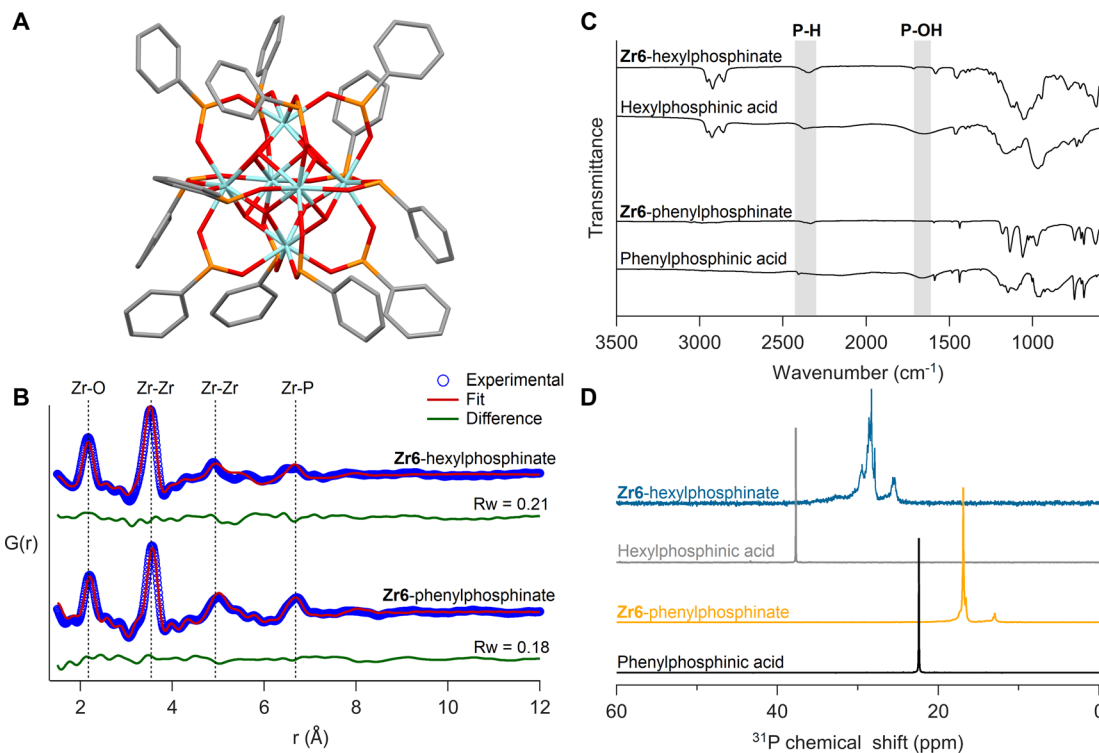 A
B
Zr-O
Zr-Zr
Zr-Zr
Zr-P
Experimental
Fit
Difference
Zr6-hexylphosphinate
Rw = 0.21
G(r)
Zr6-phenylphosphinate
Rw = 0.18
2
4
6
8
10
12
r (Å)
C
P-H
P-OH
Zr6-hexylphosphinate
Hexylphosphinic acid
Zr6-phenylphosphinate
Phenylphosphinic acid
Transmittance
3500
3000
2500
2000
1500
1000
Wavenumber (cm⁻¹)
D
Zr6-hexylphosphinate
Hexylphosphinic acid
Zr6-phenylphosphinate
Phenylphosphinic acid
60
40
20
0
³¹P chemical shift (ppm)